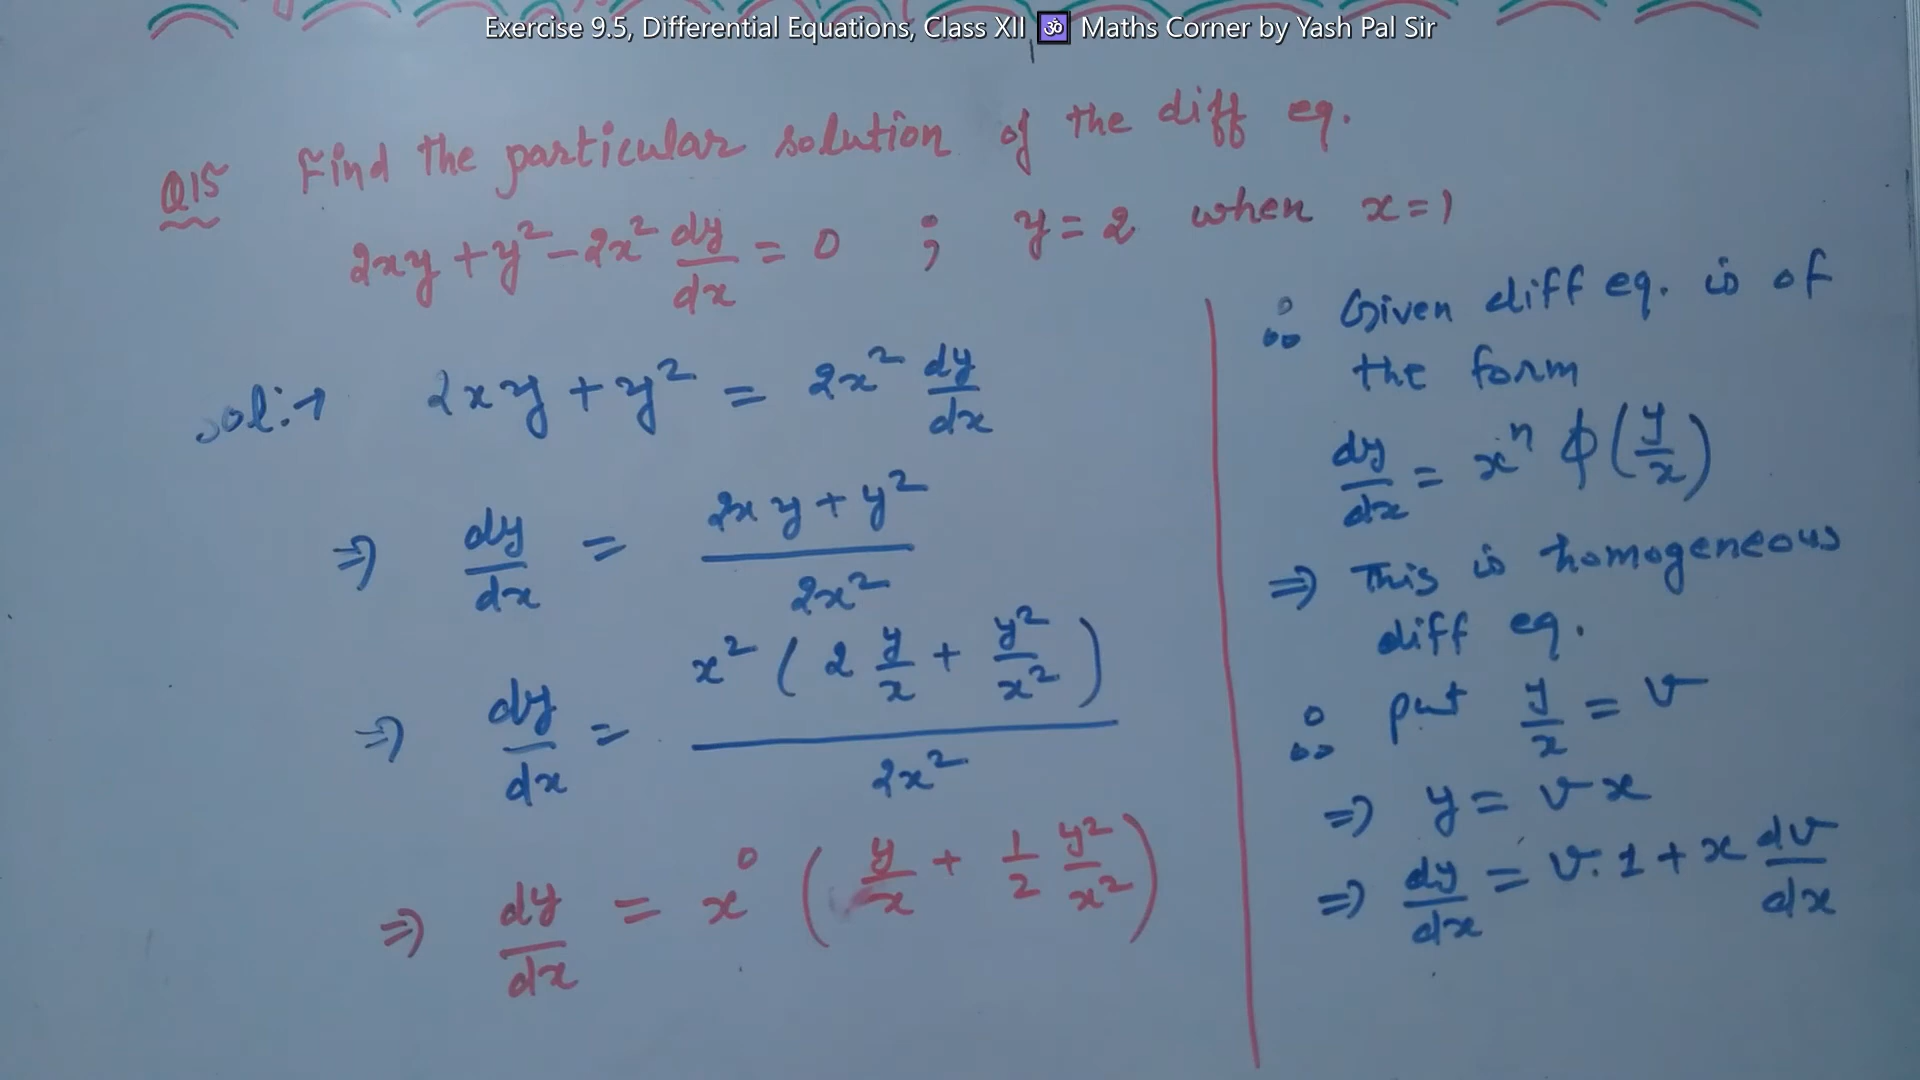 Exercise 9.5, Differential Equations, Class XII 🕉 Maths Corner by Yash Pal Sir
Q15 Find the particular solution of the diff eq.
2xy + y² - 2x² dy/dx = 0 ; y = 2 when x = 1
Sol:→ 2xy + y² = 2x² dy/dx
⇒ dy/dx = (2xy + y²)/(2x²)
⇒ dy/dx = x² (2 y/x + y²/x²)/(2x²)
⇒ dy/dx = x⁰ (y/x + 1/2 y²/x²)
∴ Given diff eq. is of
the form
dy/dx = xⁿ ϕ(y/x)
⇒ This is homogeneous
diff eq.
∴ put y/x = v
⇒ y = vx
⇒ dy/dx = v.1 + x dv/dx